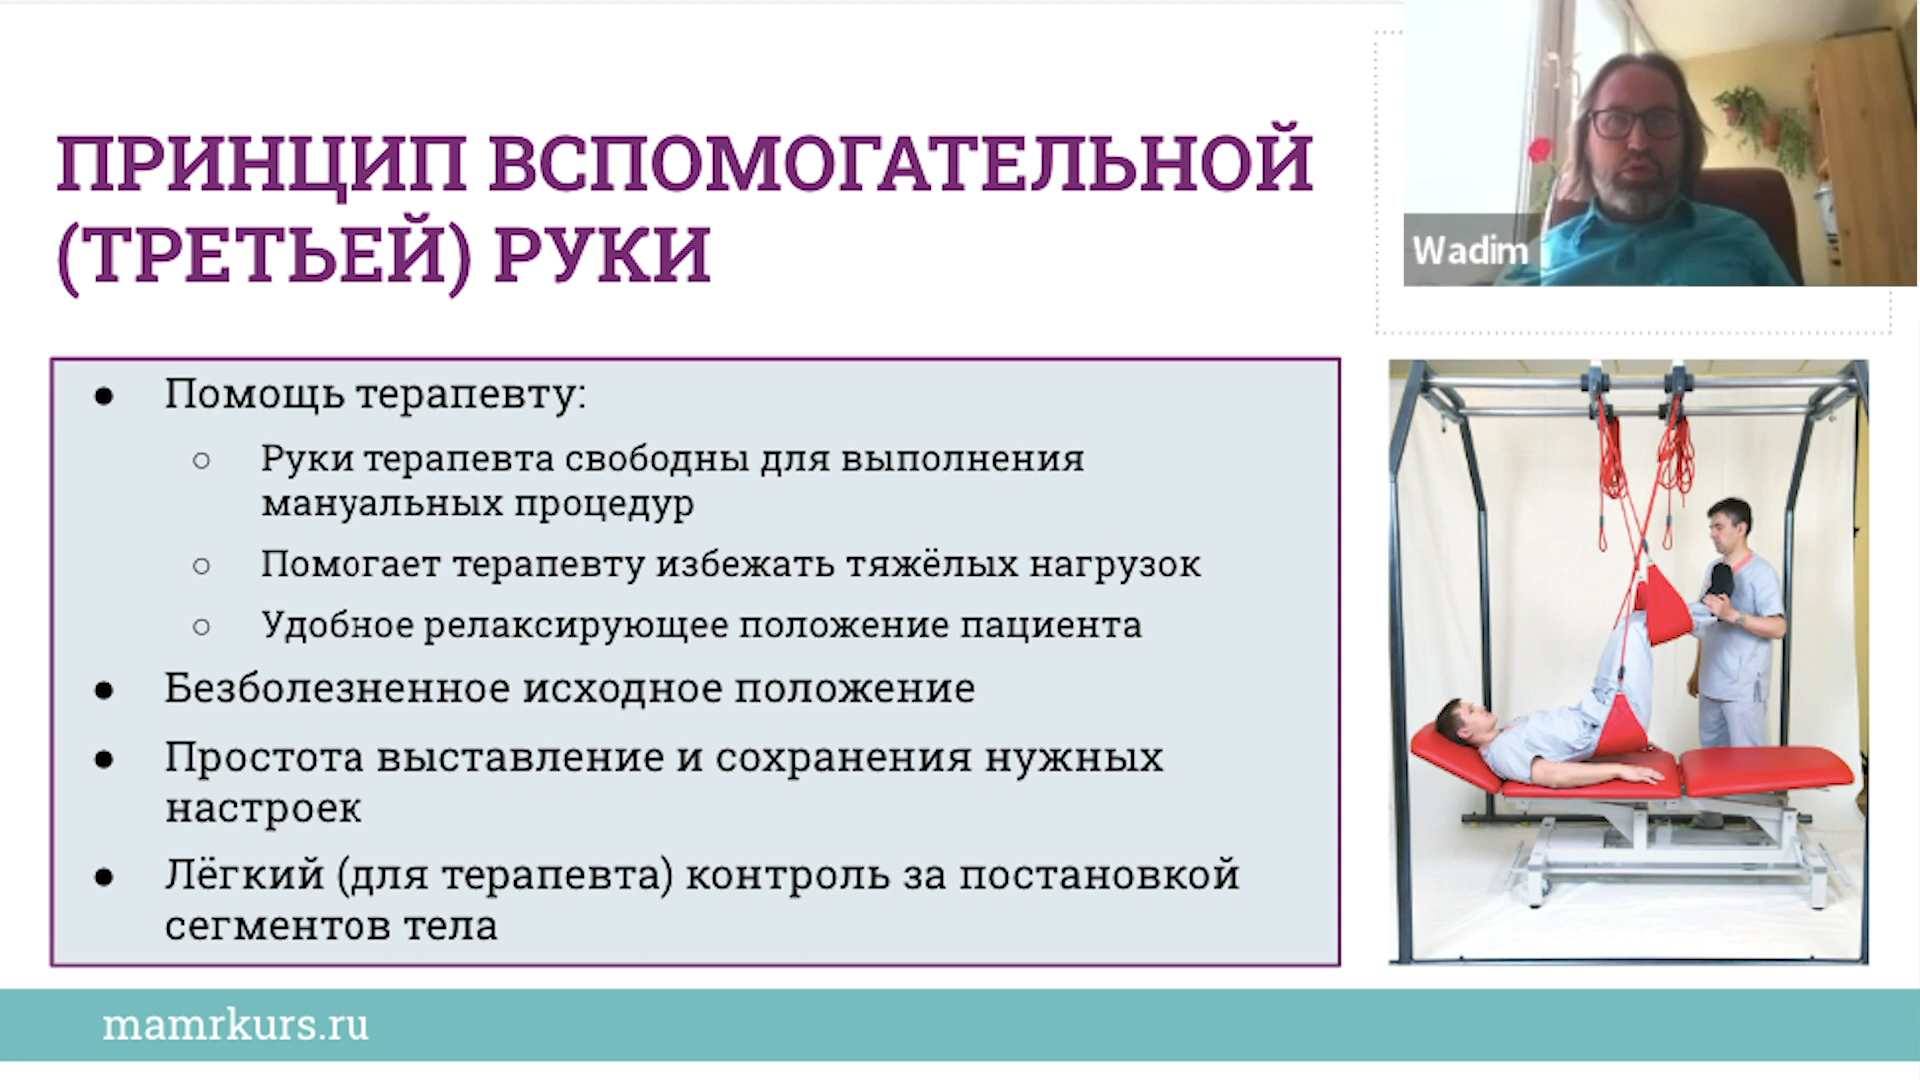 ПРИНЦИП ВСПОМОГАТЕЛЬНОЙ
(ТРЕТЬЕЙ) РУКИ
Wadim
● Помощь терапевту:
○ Руки терапевта свободны для выполнения
мануальных процедур
○ Помогает терапевту избежать тяжёлых нагрузок
○ Удобное релаксирующее положение пациента
● Безболезненное исходное положение
● Простота выставление и сохранения нужных
настроек
● Лёгкий (для терапевта) контроль за постановкой
сегментов тела
mamrkurs.ru